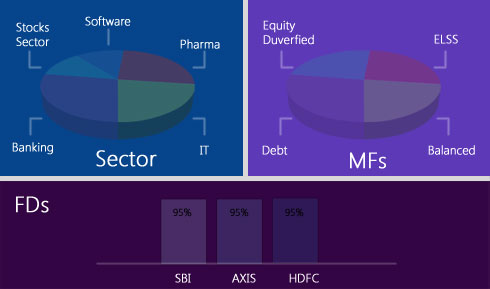 Stocks
Sector
Software
Pharma
Banking
IT
Sector
Equity
Duverfied
ELSS
Debt
Balanced
MFs
FDs
95%
95%
95%
SBI
AXIS
HDFC